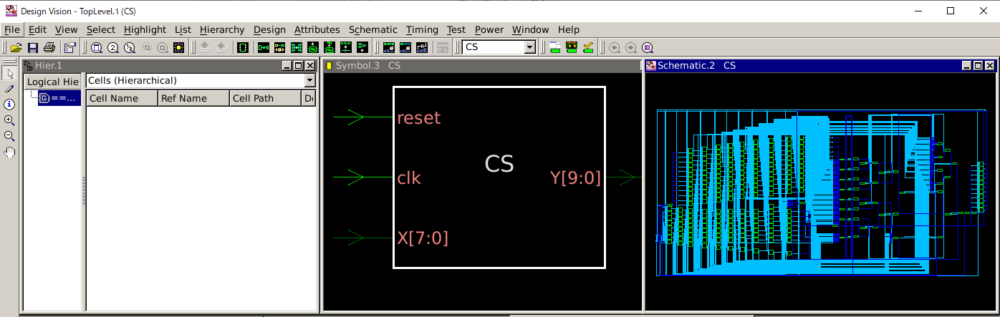 Design Vision - TopLevel.1 (CS)
File Edit View Select Highlight List Hierarchy Design Attributes Schematic Timing Test Power Window Help
CS
Hier.1
Logical Hie
==...
Cells (Hierarchical)
Cell Name Ref Name Cell Path D
Symbol.3 CS
reset
clk
X[7:0]
CS
Y[9:0]
Schematic.2 CS